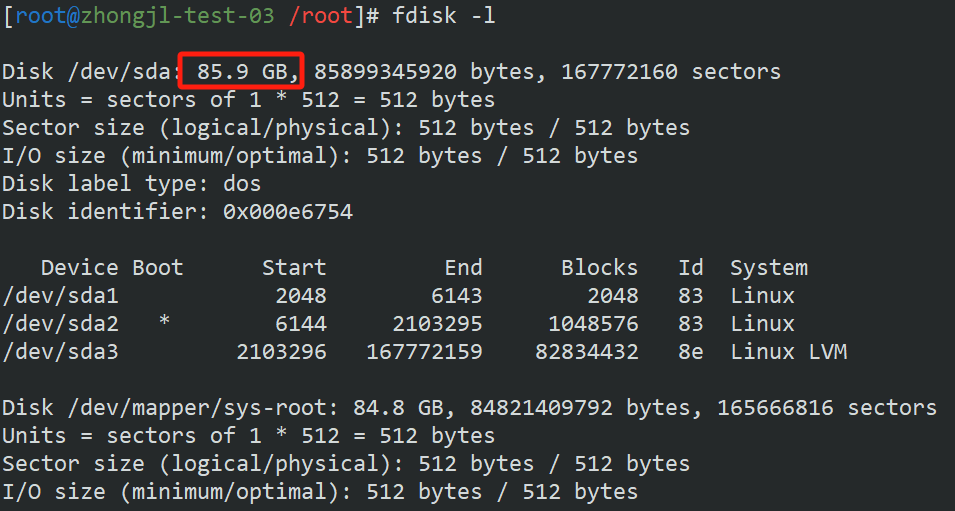 [root@zhongjl-test-03 /root]# fdisk -l
Disk /dev/sda: 85.9 GB, 85899345920 bytes, 167772160 sectors
Units = sectors of 1 * 512 = 512 bytes
Sector size (logical/physical): 512 bytes / 512 bytes
I/O size (minimum/optimal): 512 bytes / 512 bytes
Disk label type: dos
Disk identifier: 0x000e6754
Device Boot Start End Blocks Id System
/dev/sda1 2048 6143 2048 83 Linux
/dev/sda2 * 6144 2103295 1048576 83 Linux
/dev/sda3 2103296 167772159 82834432 8e Linux LVM
Disk /dev/mapper/sys-root: 84.8 GB, 84821409792 bytes, 165666816 sectors
Units = sectors of 1 * 512 = 512 bytes
Sector size (logical/physical): 512 bytes / 512 bytes
I/O size (minimum/optimal): 512 bytes / 512 bytes